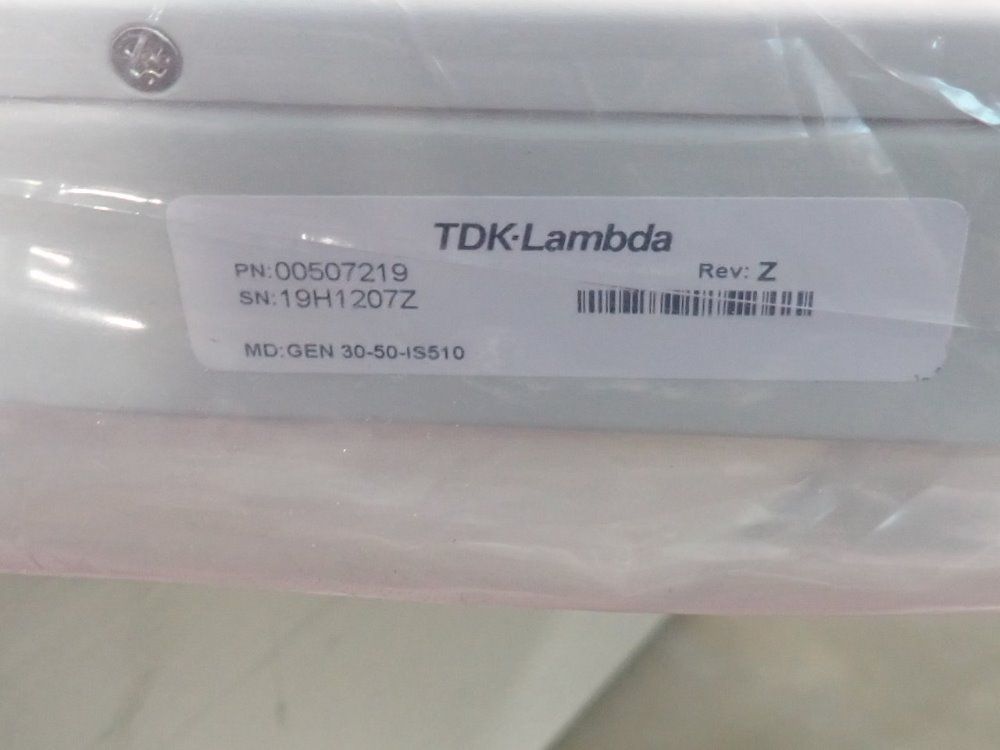 TDK·Lambda
PN:00507219 Rev: Z
SN:19H1207Z
MD:GEN 30-50-IS510